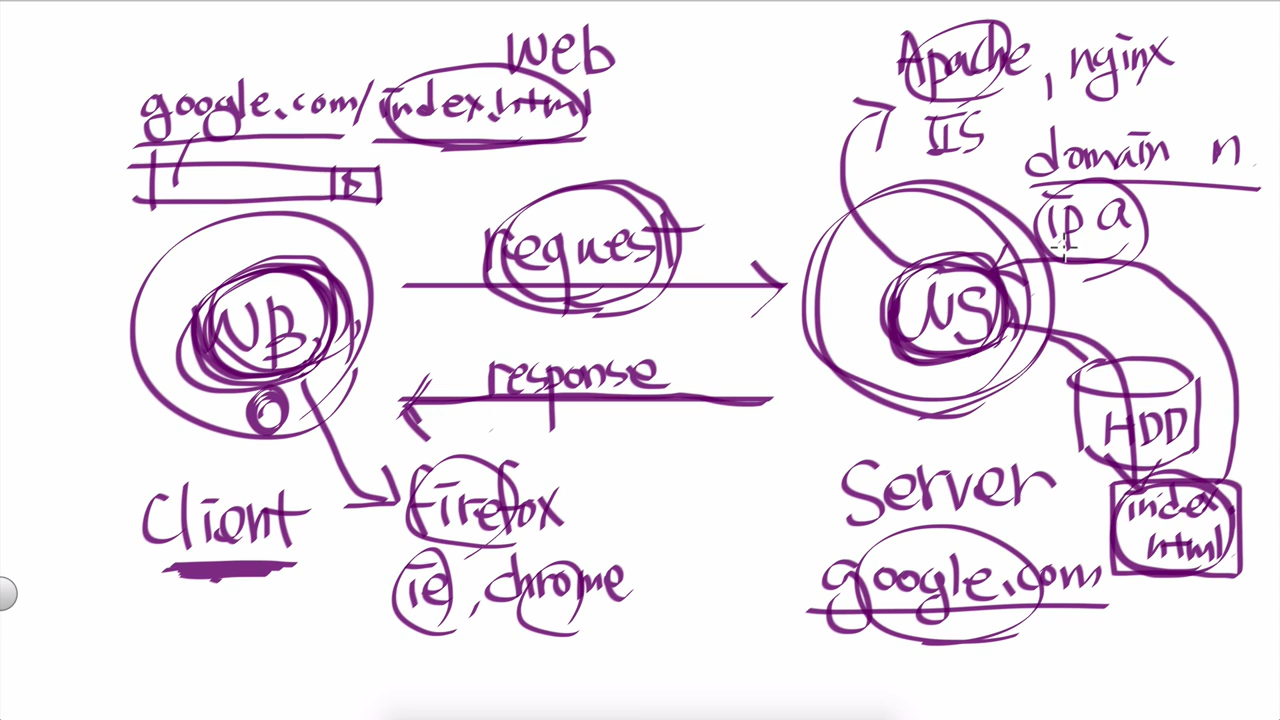 Web
google.com/index.html
WB
Client
request
response
firefox
ie, chrome
Apache, nginx
IIS
domain n.
ip a
WS
HDD
index.
html
Server
google.com